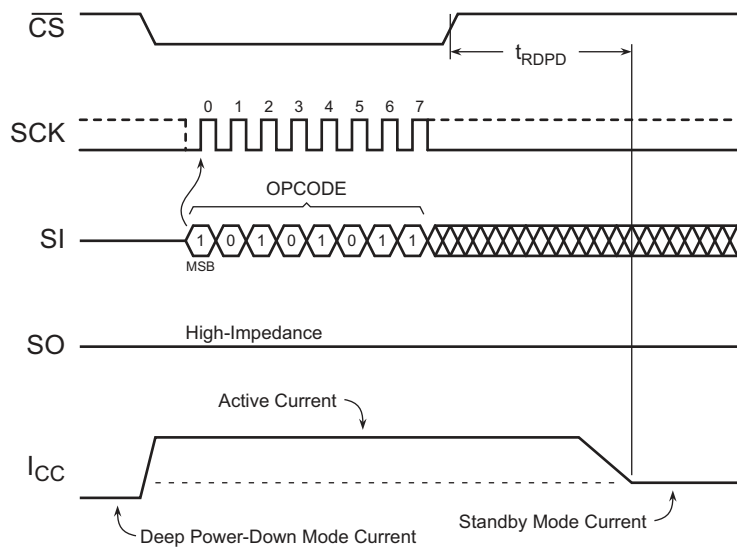 CS
tRDPD
0 1 2 3 4 5 6 7
SCK
OPCODE
SI
1 0 1 0 1 0 1 1
MSB
High-Impedance
SO
Active Current
ICC
Deep Power-Down Mode Current
Standby Mode Current